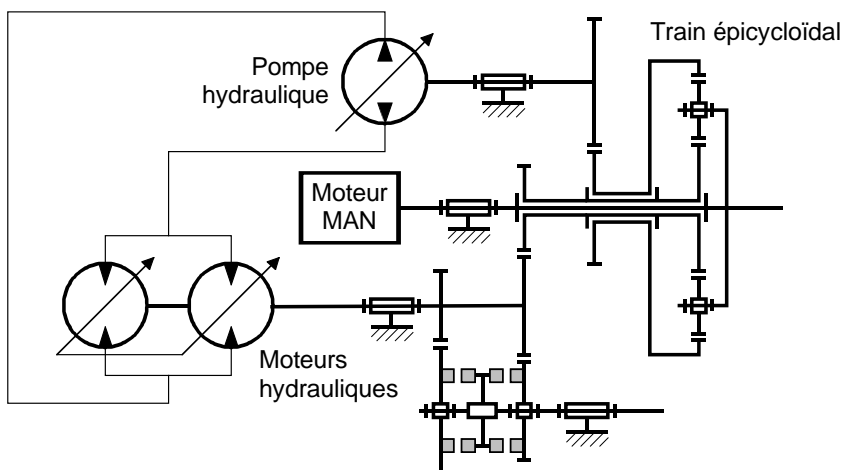 Train épicycloïdal
Pompe
hydraulique
Moteur
MAN
Moteurs
hydrauliques